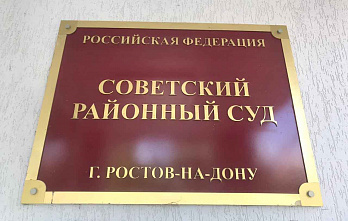 РОССИЙСКАЯ ФЕДЕРАЦИЯ
СОВЕТСКИЙ
РАЙОННЫЙ СУД
Г. РОСТОВ-НА-ДОНУ